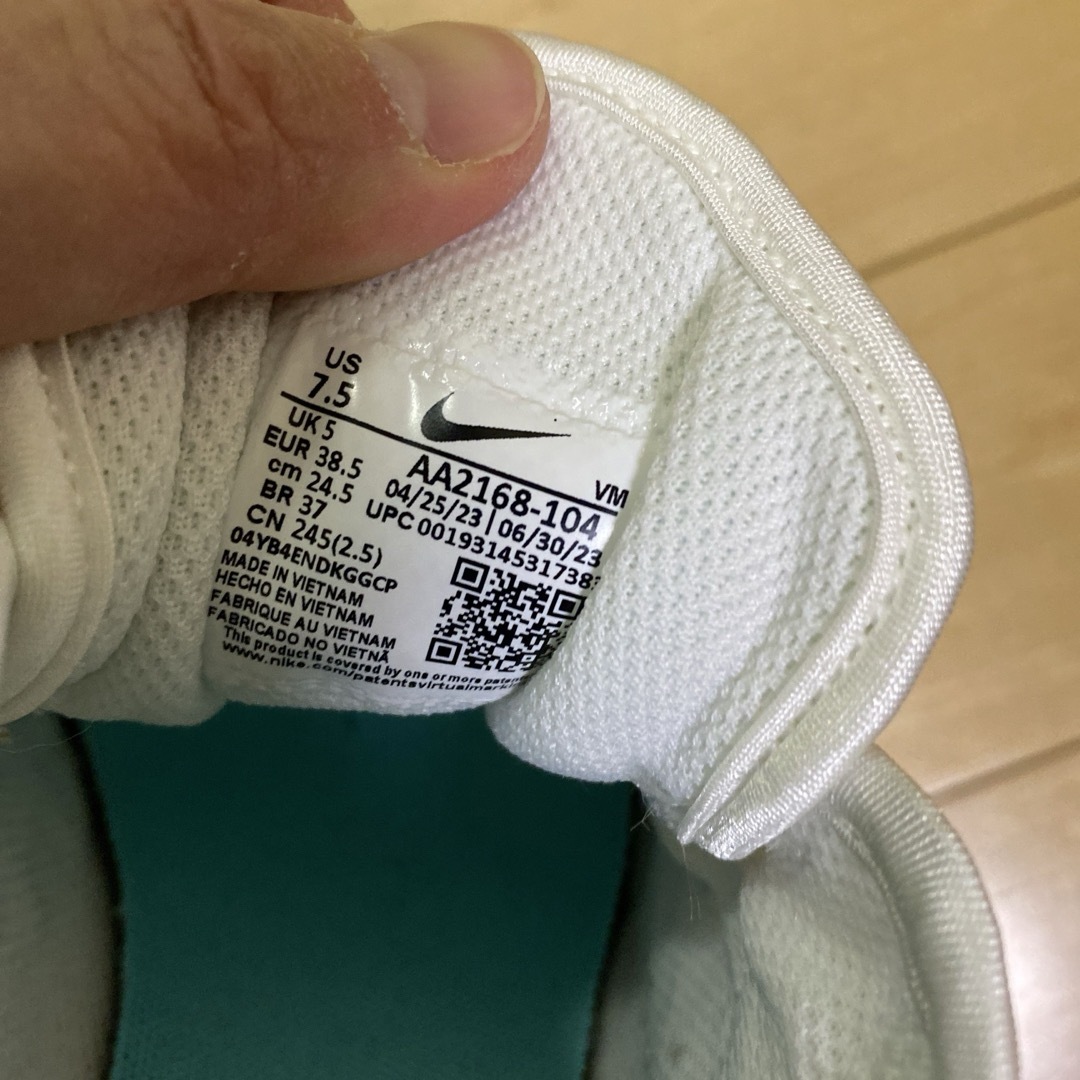 US
7.5
UK 5
EUR 38.5
cm 24.5
BR 37
CN 245(2.5)
AA2168-104
VM
04/25/23 | 06/30/23
UPC 00193145317383
04YB4ENDKGGCP
MADE IN VIETNAM
HECHO EN VIETNAM
FABRIQUE AU VIETNAM
FABRICADO NO VIETNÃ
This product is covered by one or more
www.nike.com/patentsvirtualmark